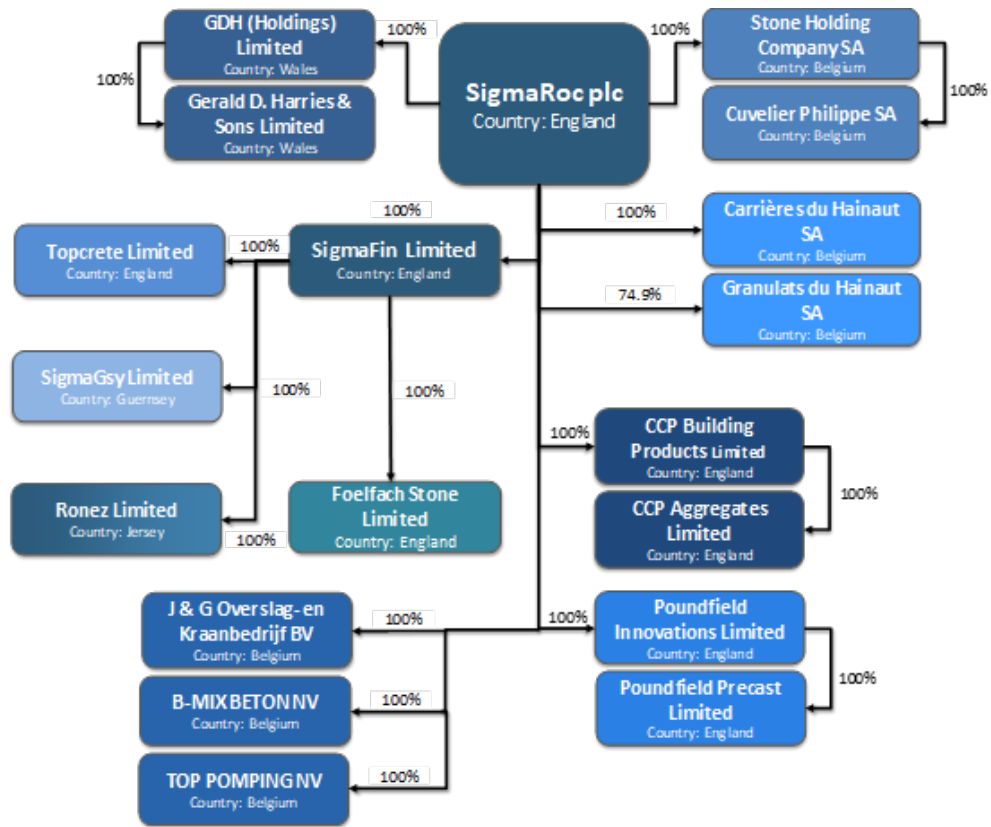 GDH (Holdings)
Limited
Country: Wales
100%
100%
Gerald D. Harries &
Sons Limited
Country: Wales
SigmaRoc plc
Country: England
100%
Stone Holding
Company SA
Country: Belgium
100%
Cuvelier Philippe SA
Country: Belgium
100%
Topcrete Limited
Country: England
100%
SigmaFin Limited
Country: England
100%
Carrières du Hainaut
SA
Country: Belgium
74.9%
Granulats du Hainaut
SA
Country: Belgium
SigmaGsy Limited
Country: Guernsey
100%
100%
Ronez Limited
Country: Jersey
100%
Foelfach Stone
Limited
Country: England
100%
CCP Building
Products Limited
Country: England
100%
CCP Aggregates
Limited
Country: England
J & G Overslag- en
Kraanbedrijf BV
Country: Belgium
100%
B-MIX BETON NV
Country: Belgium
100%
TOP POMPING NV
Country: Belgium
100%
100%
Poundfield
Innovations Limited
Country: England
100%
Poundfield Precast
Limited
Country: England